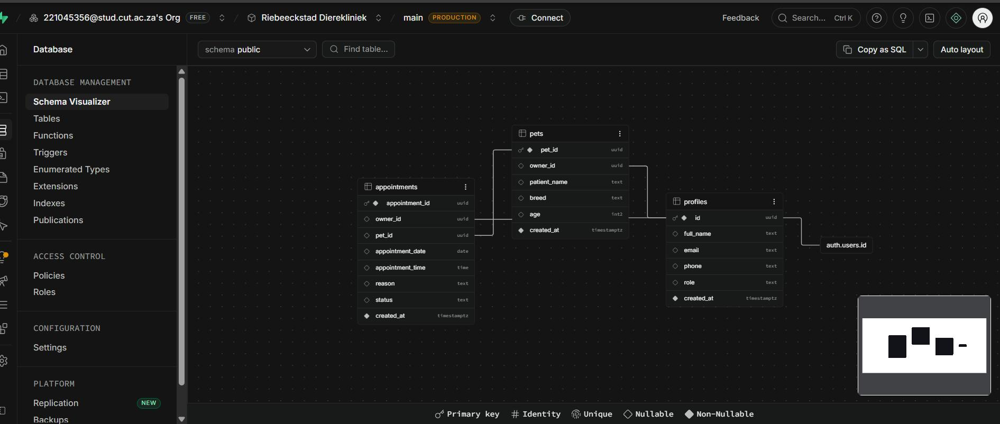 221045356@stud.cut.ac.za's Org FREE Riebeeckstad Dierekliniek main PRODUCTION Connect Feedback Search... Ctrl K
Database
schema public Find table... Copy as SQL Auto layout
DATABASE MANAGEMENT
Schema Visualizer
Tables
Functions
Triggers
Enumerated Types
Extensions
Indexes
Publications
ACCESS CONTROL
Policies
Roles
CONFIGURATION
Settings
PLATFORM
Replication NEW
Backups
appointments
appointment_id uuid
owner_id uuid
pet_id uuid
appointment_date date
appointment_time time
reason text
status text
created_at timestamptz
pets
pet_id uuid
owner_id uuid
patient_name text
breed text
age int2
created_at timestamptz
profiles
id uuid
full_name text
email text
phone text
role text
created_at timestamptz
auth.users.id
Primary key Identity Unique Nullable Non-Nullable